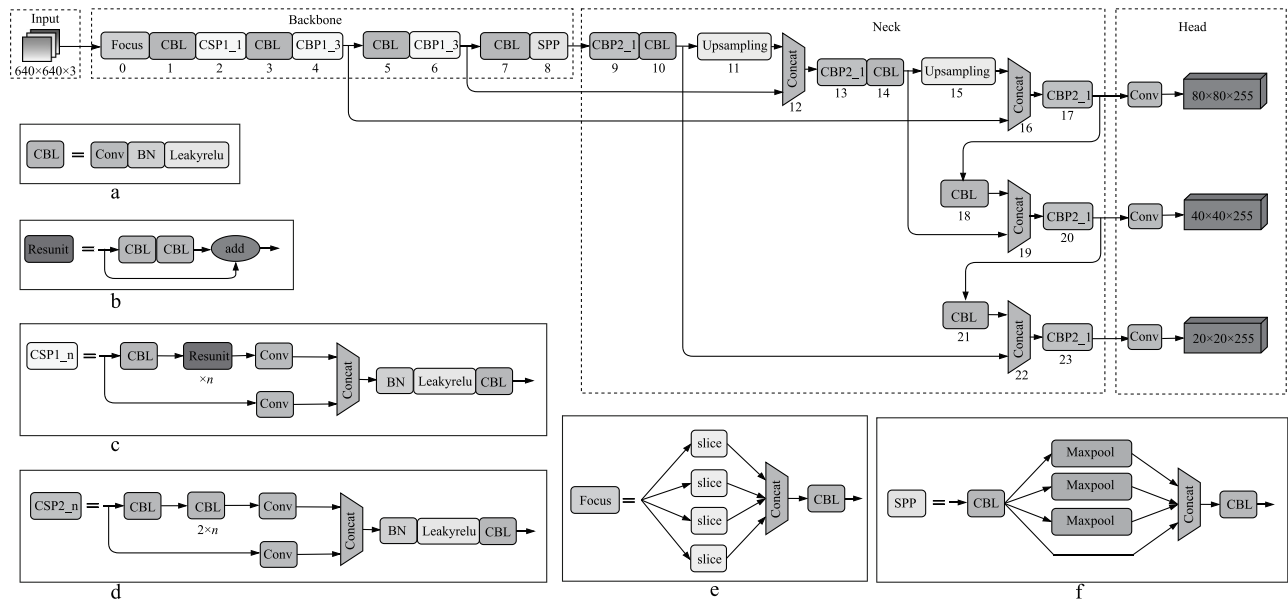 Input
640×640×3
Backbone
Focus CBL CSP1_1 CBL CBP1_3 CBL CBP1_3 CBL SPP
0 1 2 3 4 5 6 7 8
Neck
CBP2_1 CBL Upsampling Concat CBP2_1 CBL Upsampling Concat CBP2_1
9 10 11 12 13 14 15 16 17
CBL Concat CBP2_1
18 19 20
CBL Concat CBP2_1
21 22 23
Head
Conv 80×80×255
Conv 40×40×255
Conv 20×20×255
CBL = Conv BN Leakyrelu
a
Resunit = CBL CBL add
b
CSP1_n = CBL Resunit Conv
×n
Conv
Concat
BN Leakyrelu CBL
c
CSP2_n = CBL CBL Conv
2×n
Conv
Concat
BN Leakyrelu CBL
d
Focus =
slice
slice
slice
slice
Concat
CBL
e
SPP = CBL
Maxpool
Maxpool
Maxpool
Concat
CBL
f